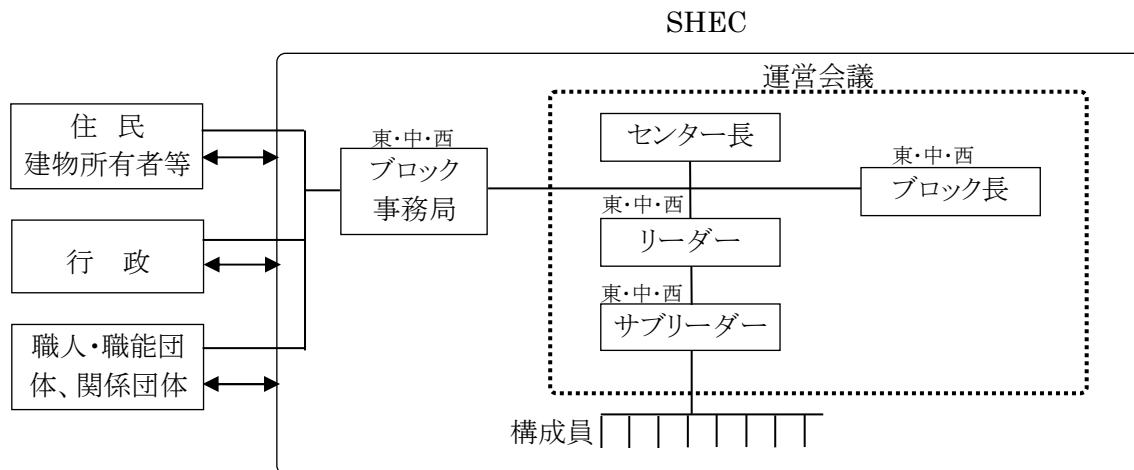 SHEC
運営会議
住 民
建物所有者等
行 政
職人・職能団
体、関係団体
東・中・西
ブロック
事務局
センター長
東・中・西
ブロック長
東・中・西
リーダー
東・中・西
サブリーダー
構成員